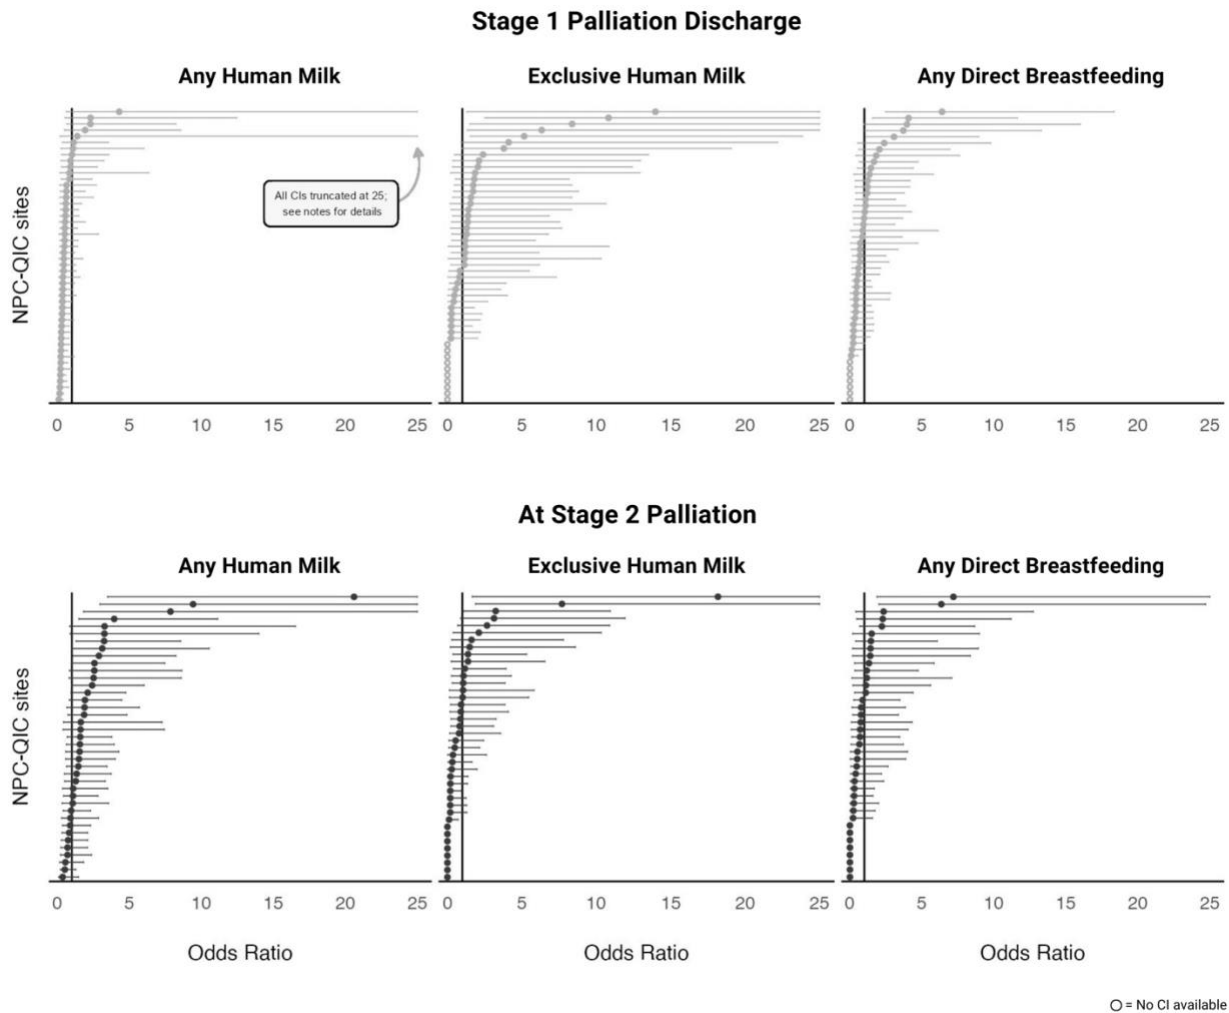 Stage 1 Palliation Discharge
Any Human Milk
Exclusive Human Milk
Any Direct Breastfeeding
NPC-QIC sites
All CIs truncated at 25;
see notes for details
0 5 10 15 20 25
0 5 10 15 20 25
0 5 10 15 20 25
At Stage 2 Palliation
Any Human Milk
Exclusive Human Milk
Any Direct Breastfeeding
NPC-QIC sites
0 5 10 15 20 25
0 5 10 15 20 25
0 5 10 15 20 25
Odds Ratio
Odds Ratio
Odds Ratio
= No CI available